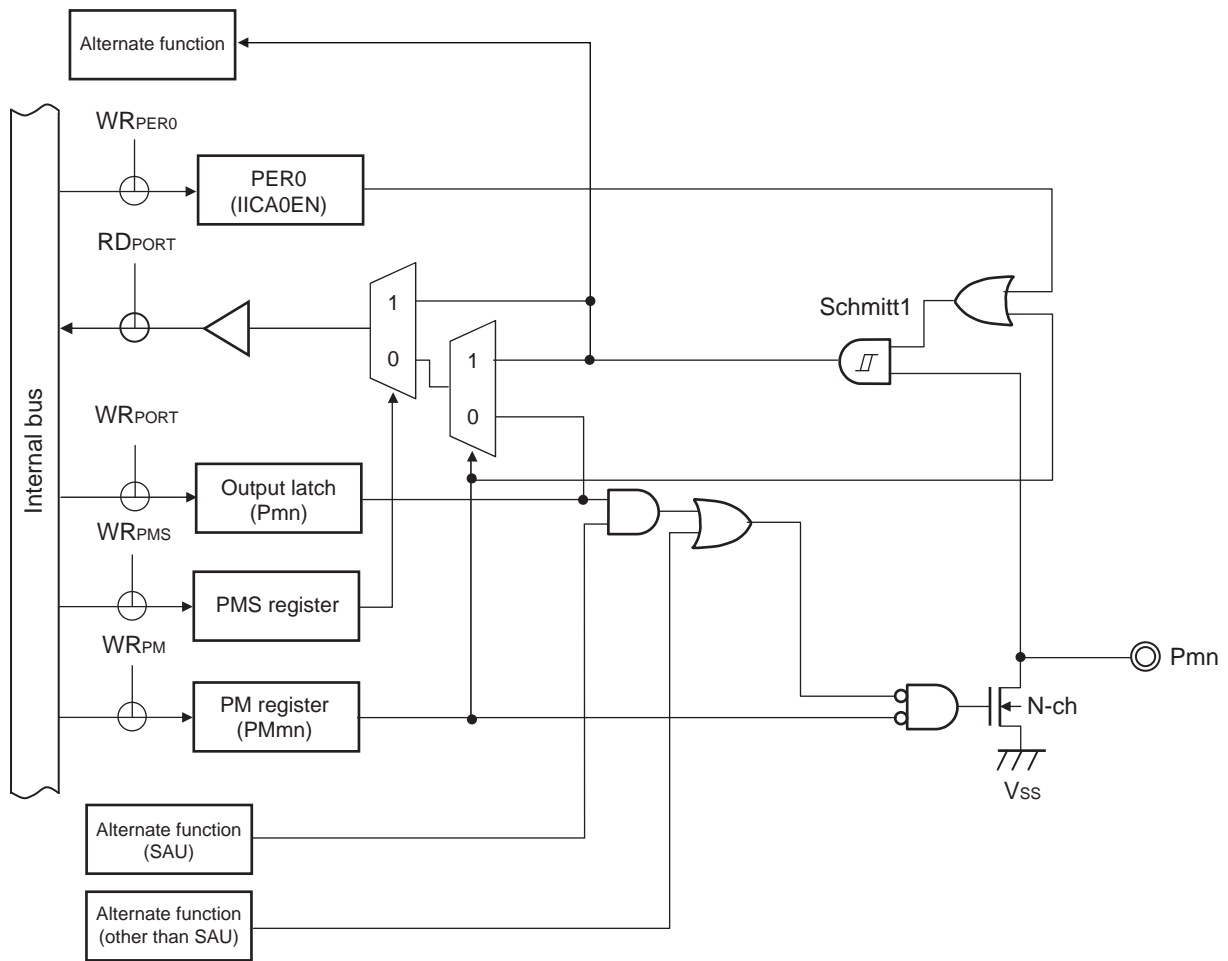 Alternate function
WRPER0
PER0
(IICA0EN)
RDPORT
Schmitt1
1
0
1
0
WRPORT
Internal bus
Output latch
(Pmn)
WRPMS
PMS register
WRPM
PM register
(PMmn)
Pmn
N-ch
VSS
Alternate function
(SAU)
Alternate function
(other than SAU)